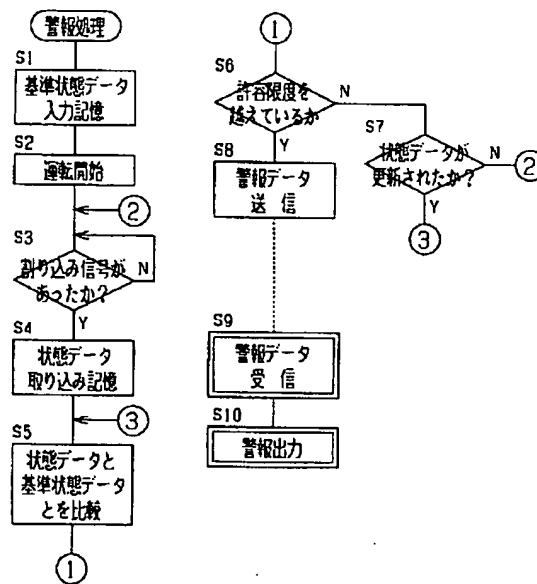 警報処理
S1
基準状態データ
入力記憶
S2
運転開始
②
S3
割り込み信号が
あったか?
N
Y
S4
状態データ
取り込み記憶
③
S5
状態データと
基準状態データ
とを比較
①
①
S6
許容限度を
越えているか
N
Y
S7
状態データが
更新されたか?
N
②
Y
③
S8
警報データ
送信
S9
警報データ
受信
S10
警報出力